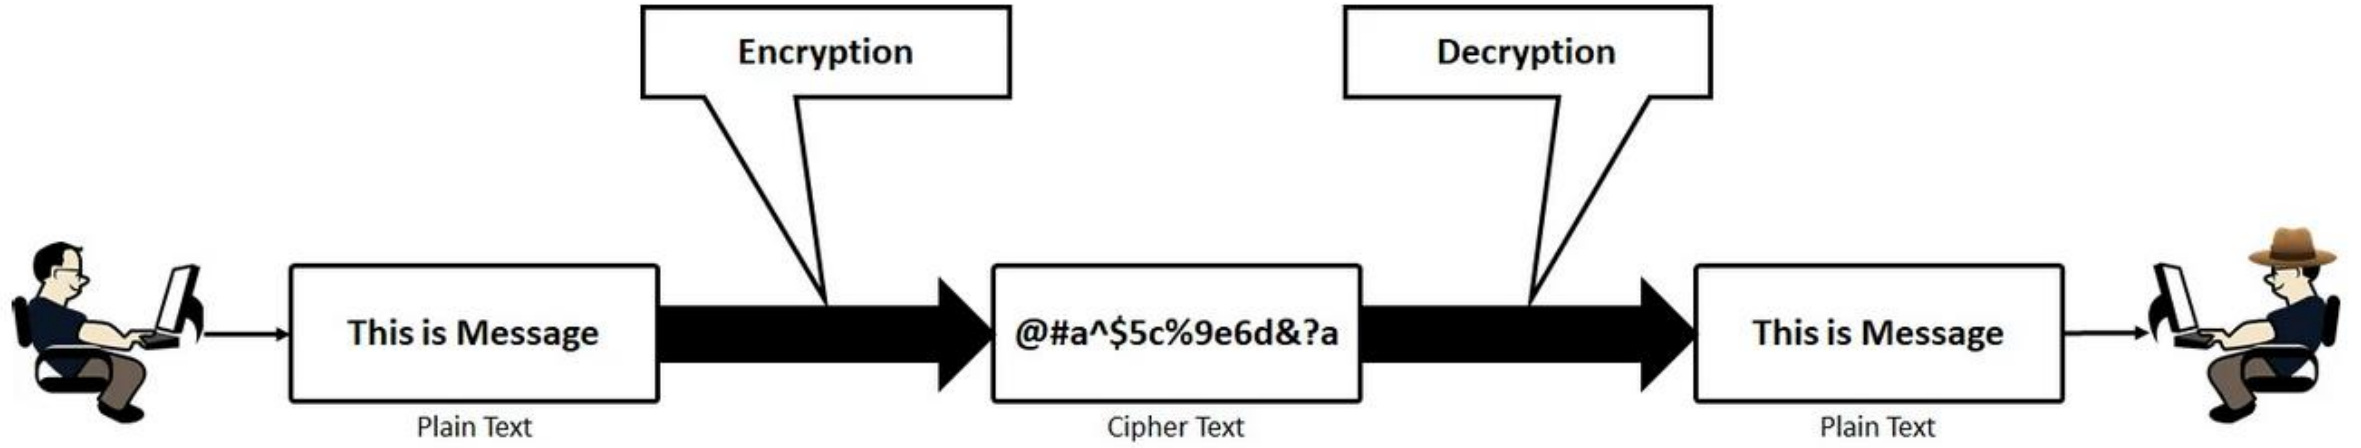 Encryption
Decryption
This is Message
@#a^$5c%9e6d&?a
This is Message
Plain Text
Cipher Text
Plain Text